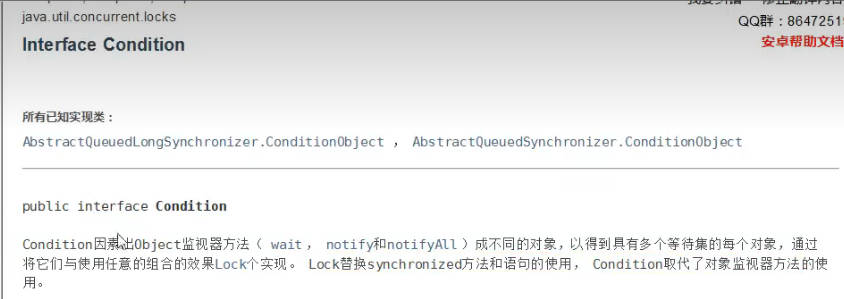 java.util.concurrent.locks
QQ群：8647251
Interface Condition
安卓帮助文档
所有已知实现类：
AbstractQueuedLongSynchronizer.ConditionObject ， AbstractQueuedSynchronizer.ConditionObject
public interface Condition
Condition因素出Object监视器方法（ wait ， notify和notifyAll ）成不同的对象，以得到具有多个等待集的每个对象，通过
将它们与使用任意的组合的效果Lock个实现。 Lock替换synchronized方法和语句的使用， Condition取代了对象监视器方法的使
用。